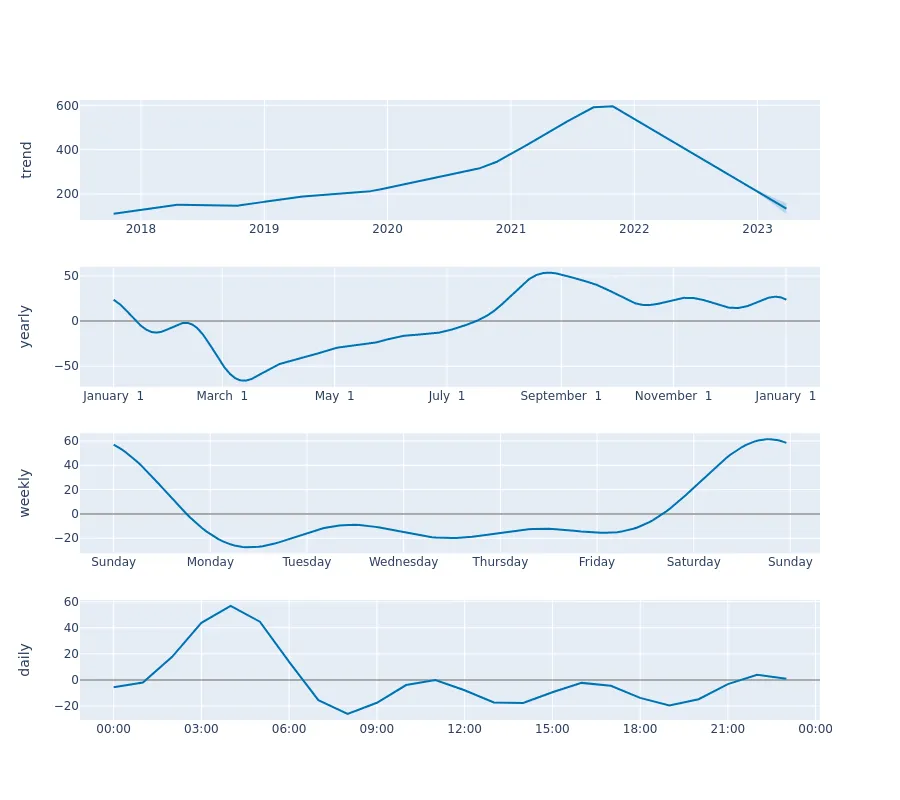 600
400
200
trend
2018 2019 2020 2021 2022 2023
50
0
−50
yearly
January 1 March 1 May 1 July 1 September 1 November 1 January 1
60
40
20
0
−20
weekly
Sunday Monday Tuesday Wednesday Thursday Friday Saturday Sunday
60
40
20
0
−20
daily
00:00 03:00 06:00 09:00 12:00 15:00 18:00 21:00 00:00